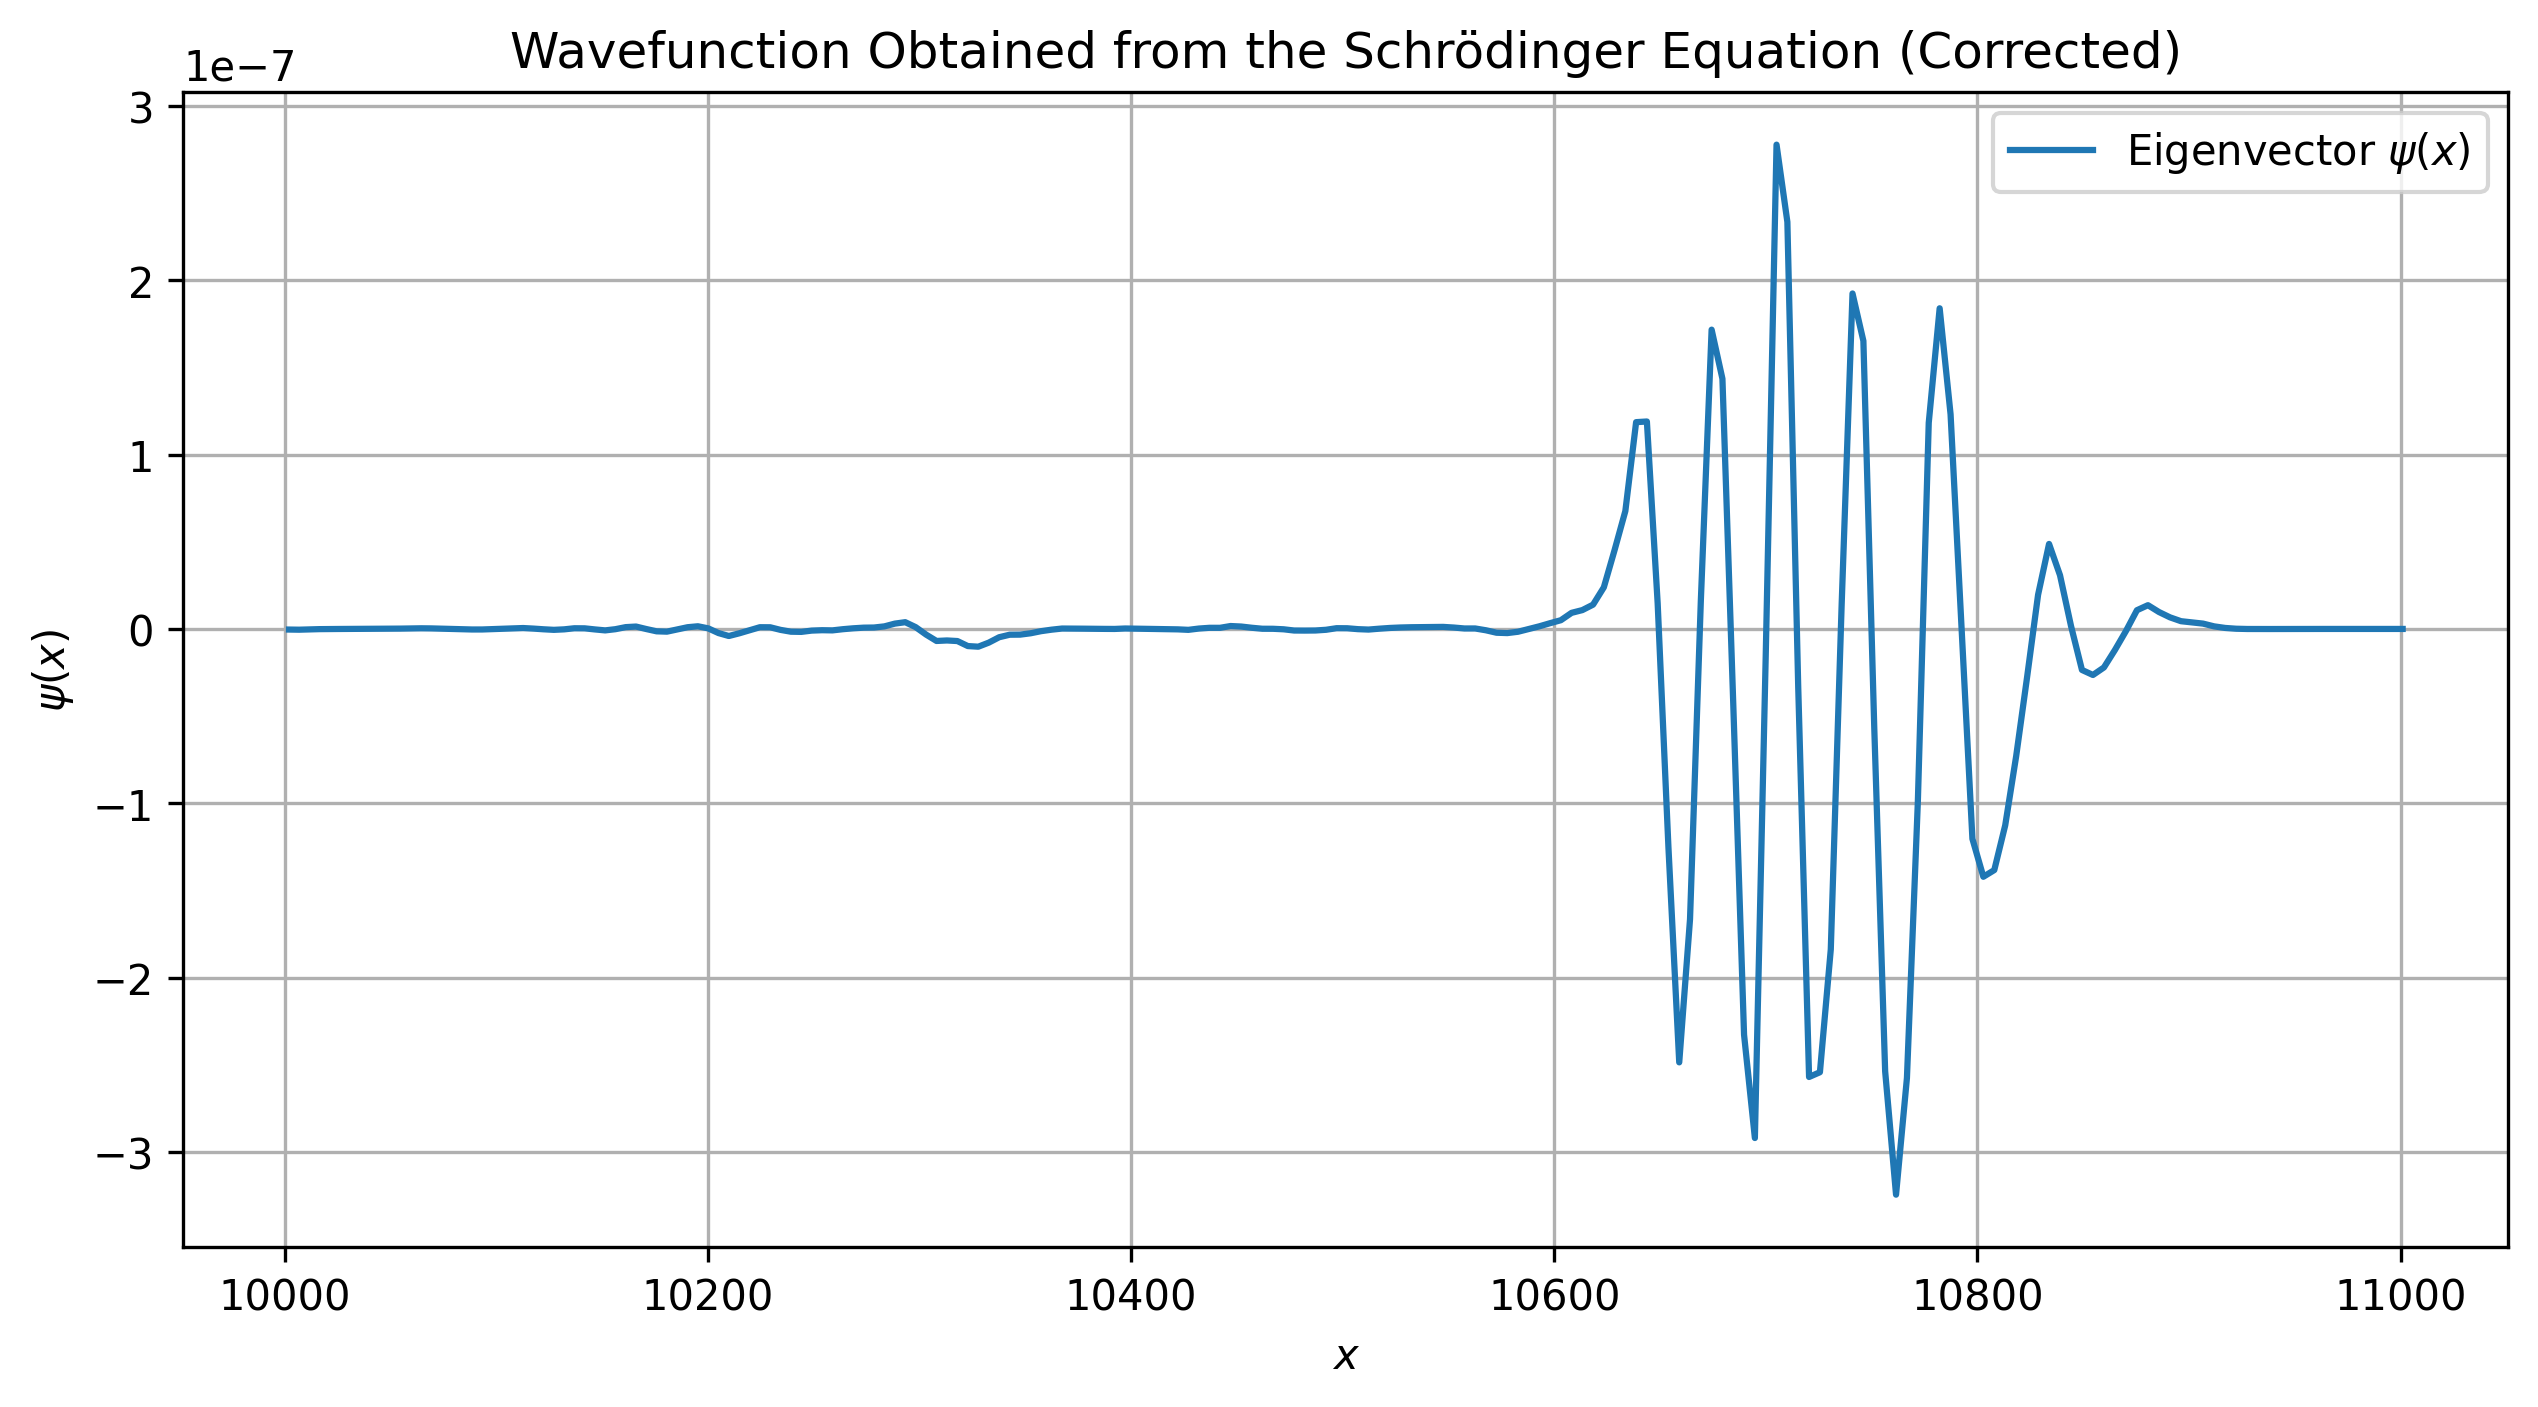 Wavefunction Obtained from the Schrödinger Equation (Corrected)
1e−7
3
2
1
0
−1
−2
−3
ψ(x)
Eigenvector ψ(x)
10000 10200 10400 10600 10800 11000
x